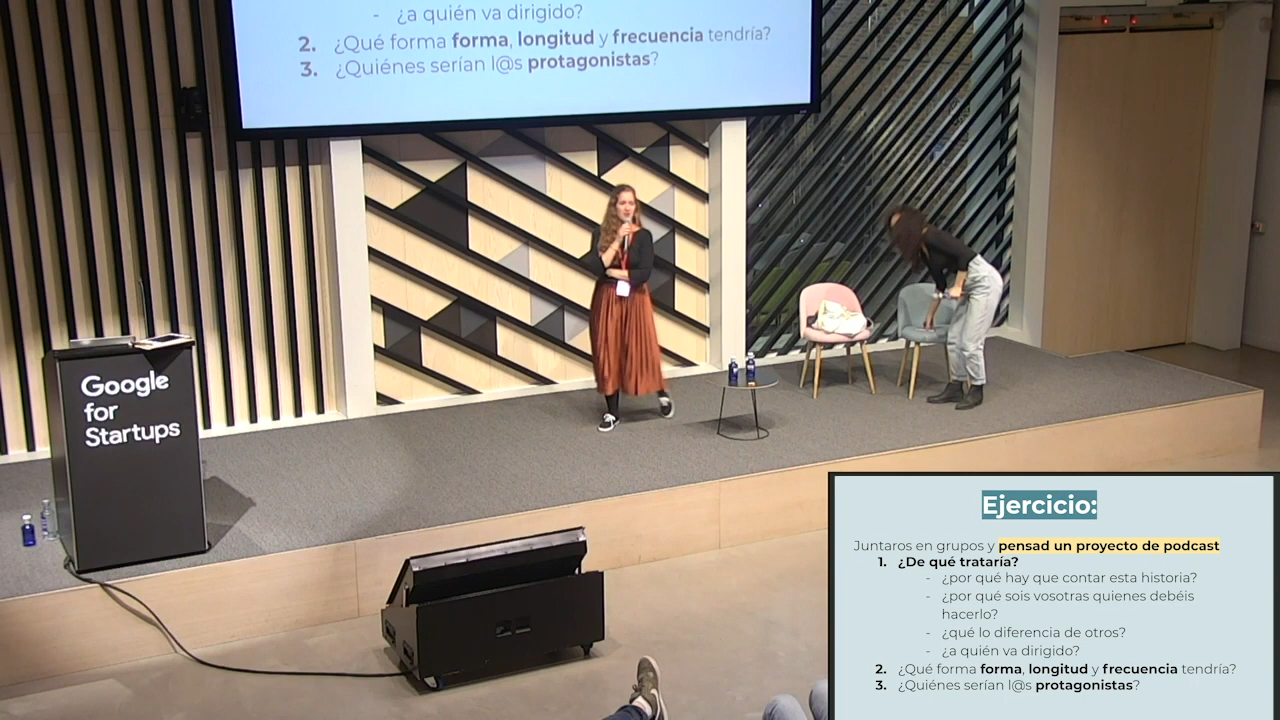 - ¿a quién va dirigido?
2. ¿Qué forma forma, longitud y frecuencia tendría?
3. ¿Quiénes serían l@s protagonistas?
Google
for
Startups
Ejercicio:
Juntaros en grupos y pensad un proyecto de podcast
1. ¿De qué trataría?
- ¿por qué hay que contar esta historia?
- ¿por qué sois vosotras quienes debéis
hacerlo?
- ¿qué lo diferencia de otros?
- ¿a quién va dirigido?
2. ¿Qué forma forma, longitud y frecuencia tendría?
3. ¿Quiénes serían l@s protagonistas?